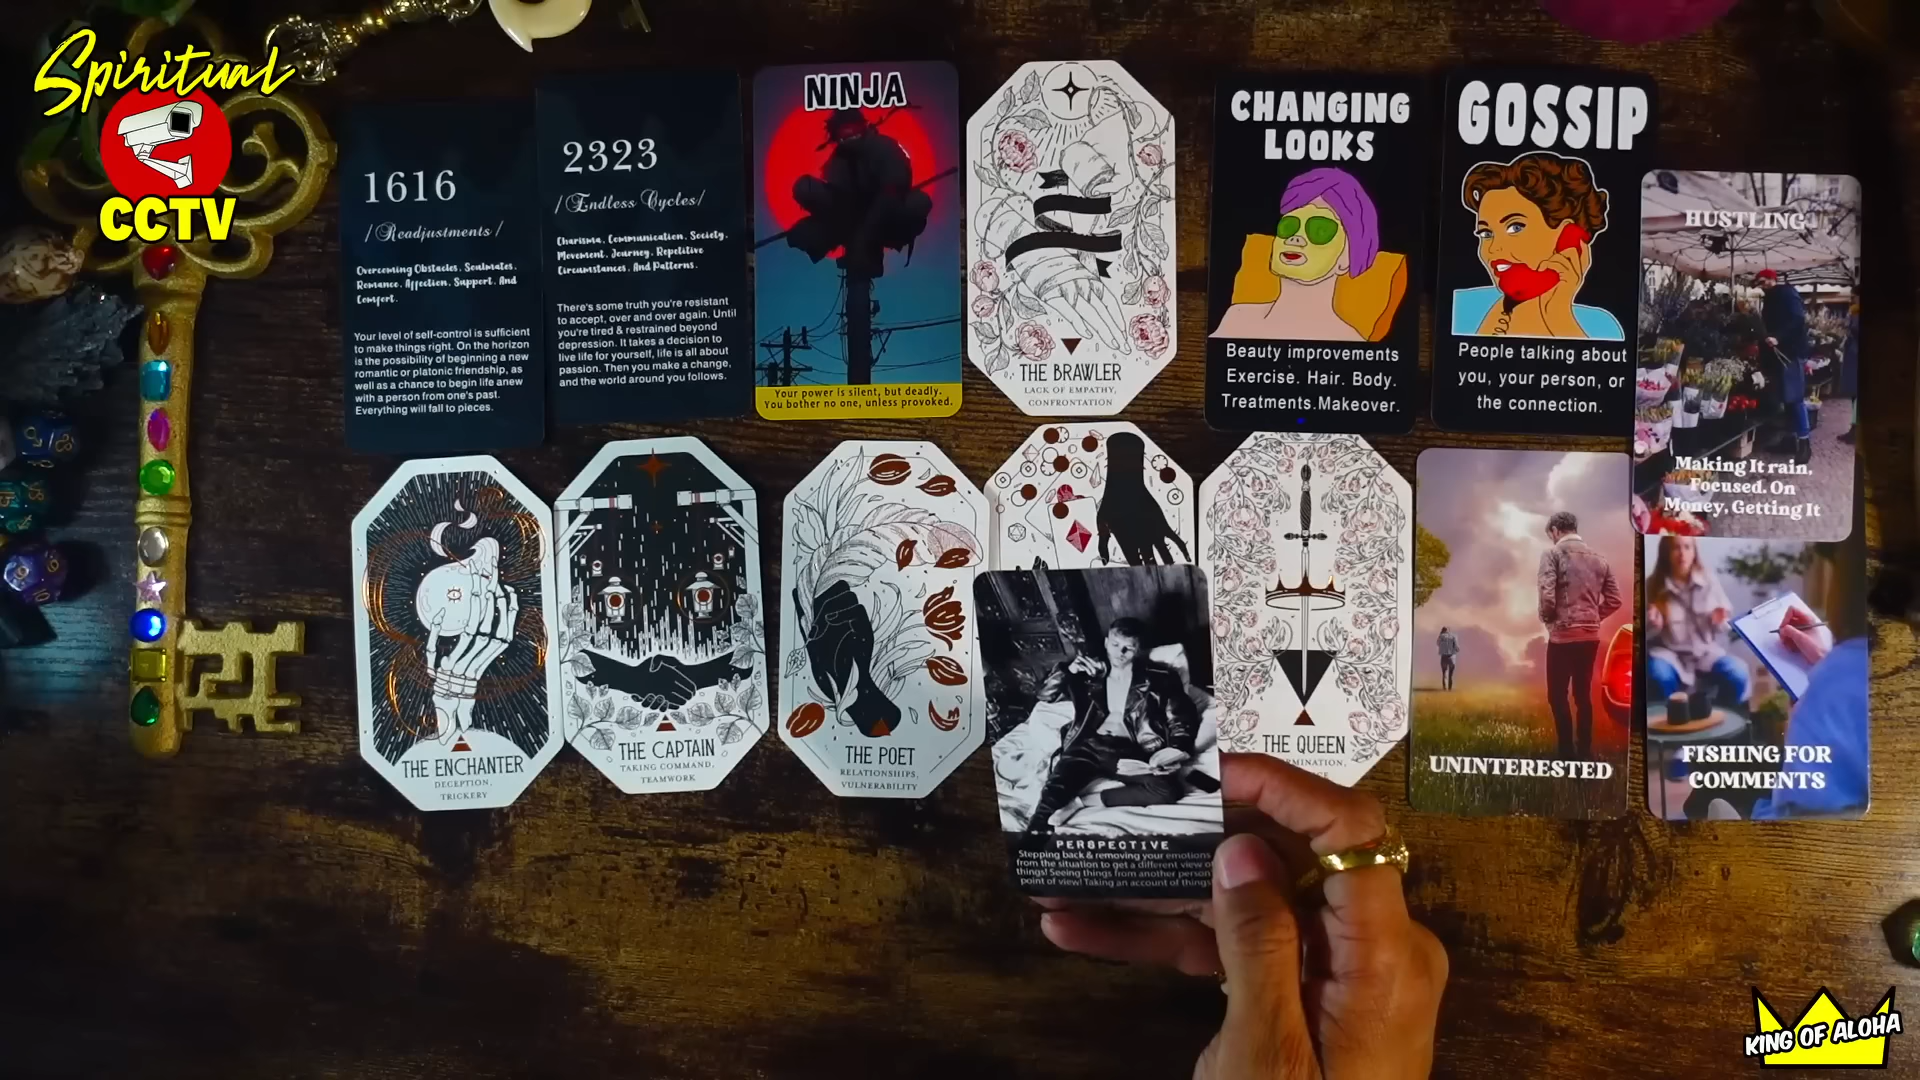 Spiritual
CCTV
1616
/Readjustments/
Overcoming Obstacles, Soulmates,
Romance, Affection, Support, And
Comfort.
Your level of self-control is sufficient
to make things right. On the horizon
is the possibility of beginning a new
romantic or platonic friendship, as
well as a chance to begin life anew
with a person from one's past.
Everything will fall to pieces.
2323
/Endless Cycles/
Charisma, Communication, Society,
Movement, Journey, Repetitive
Circumstances, And Patterns.
There's some truth you're resistant
to accept, over and over again. Until
you're tired & restrained beyond
depression. It takes a decision to
live life for yourself, life is all about
passion. Then you make a change,
and the world around you follows.
NINJA
Your power is silent, but deadly.
You bother no one, unless provoked.
THE BRAWLER
LACK OF EMPATHY,
CONFRONTATION
CHANGING
LOOKS
Beauty improvements
Exercise. Hair. Body.
Treatments.Makeover.
GOSSIP
People talking about
you, your person, or
the connection.
HUSTLING
Making It rain,
Focused. On
Money, Getting It
THE ENCHANTER
DECEPTION,
TRICKERY
THE CAPTAIN
TAKING COMMAND,
TEAMWORK
THE POET
RELATIONSHIPS,
VULNERABILITY
PERSPECTIVE
Stepping back & removing your emotions
from the situation to get a different view of
things! Seeing things from another person
point of view! Taking an account of things!
THE QUEEN
UNINTERESTED
FISHING FOR
COMMENTS
KING OF ALOHA